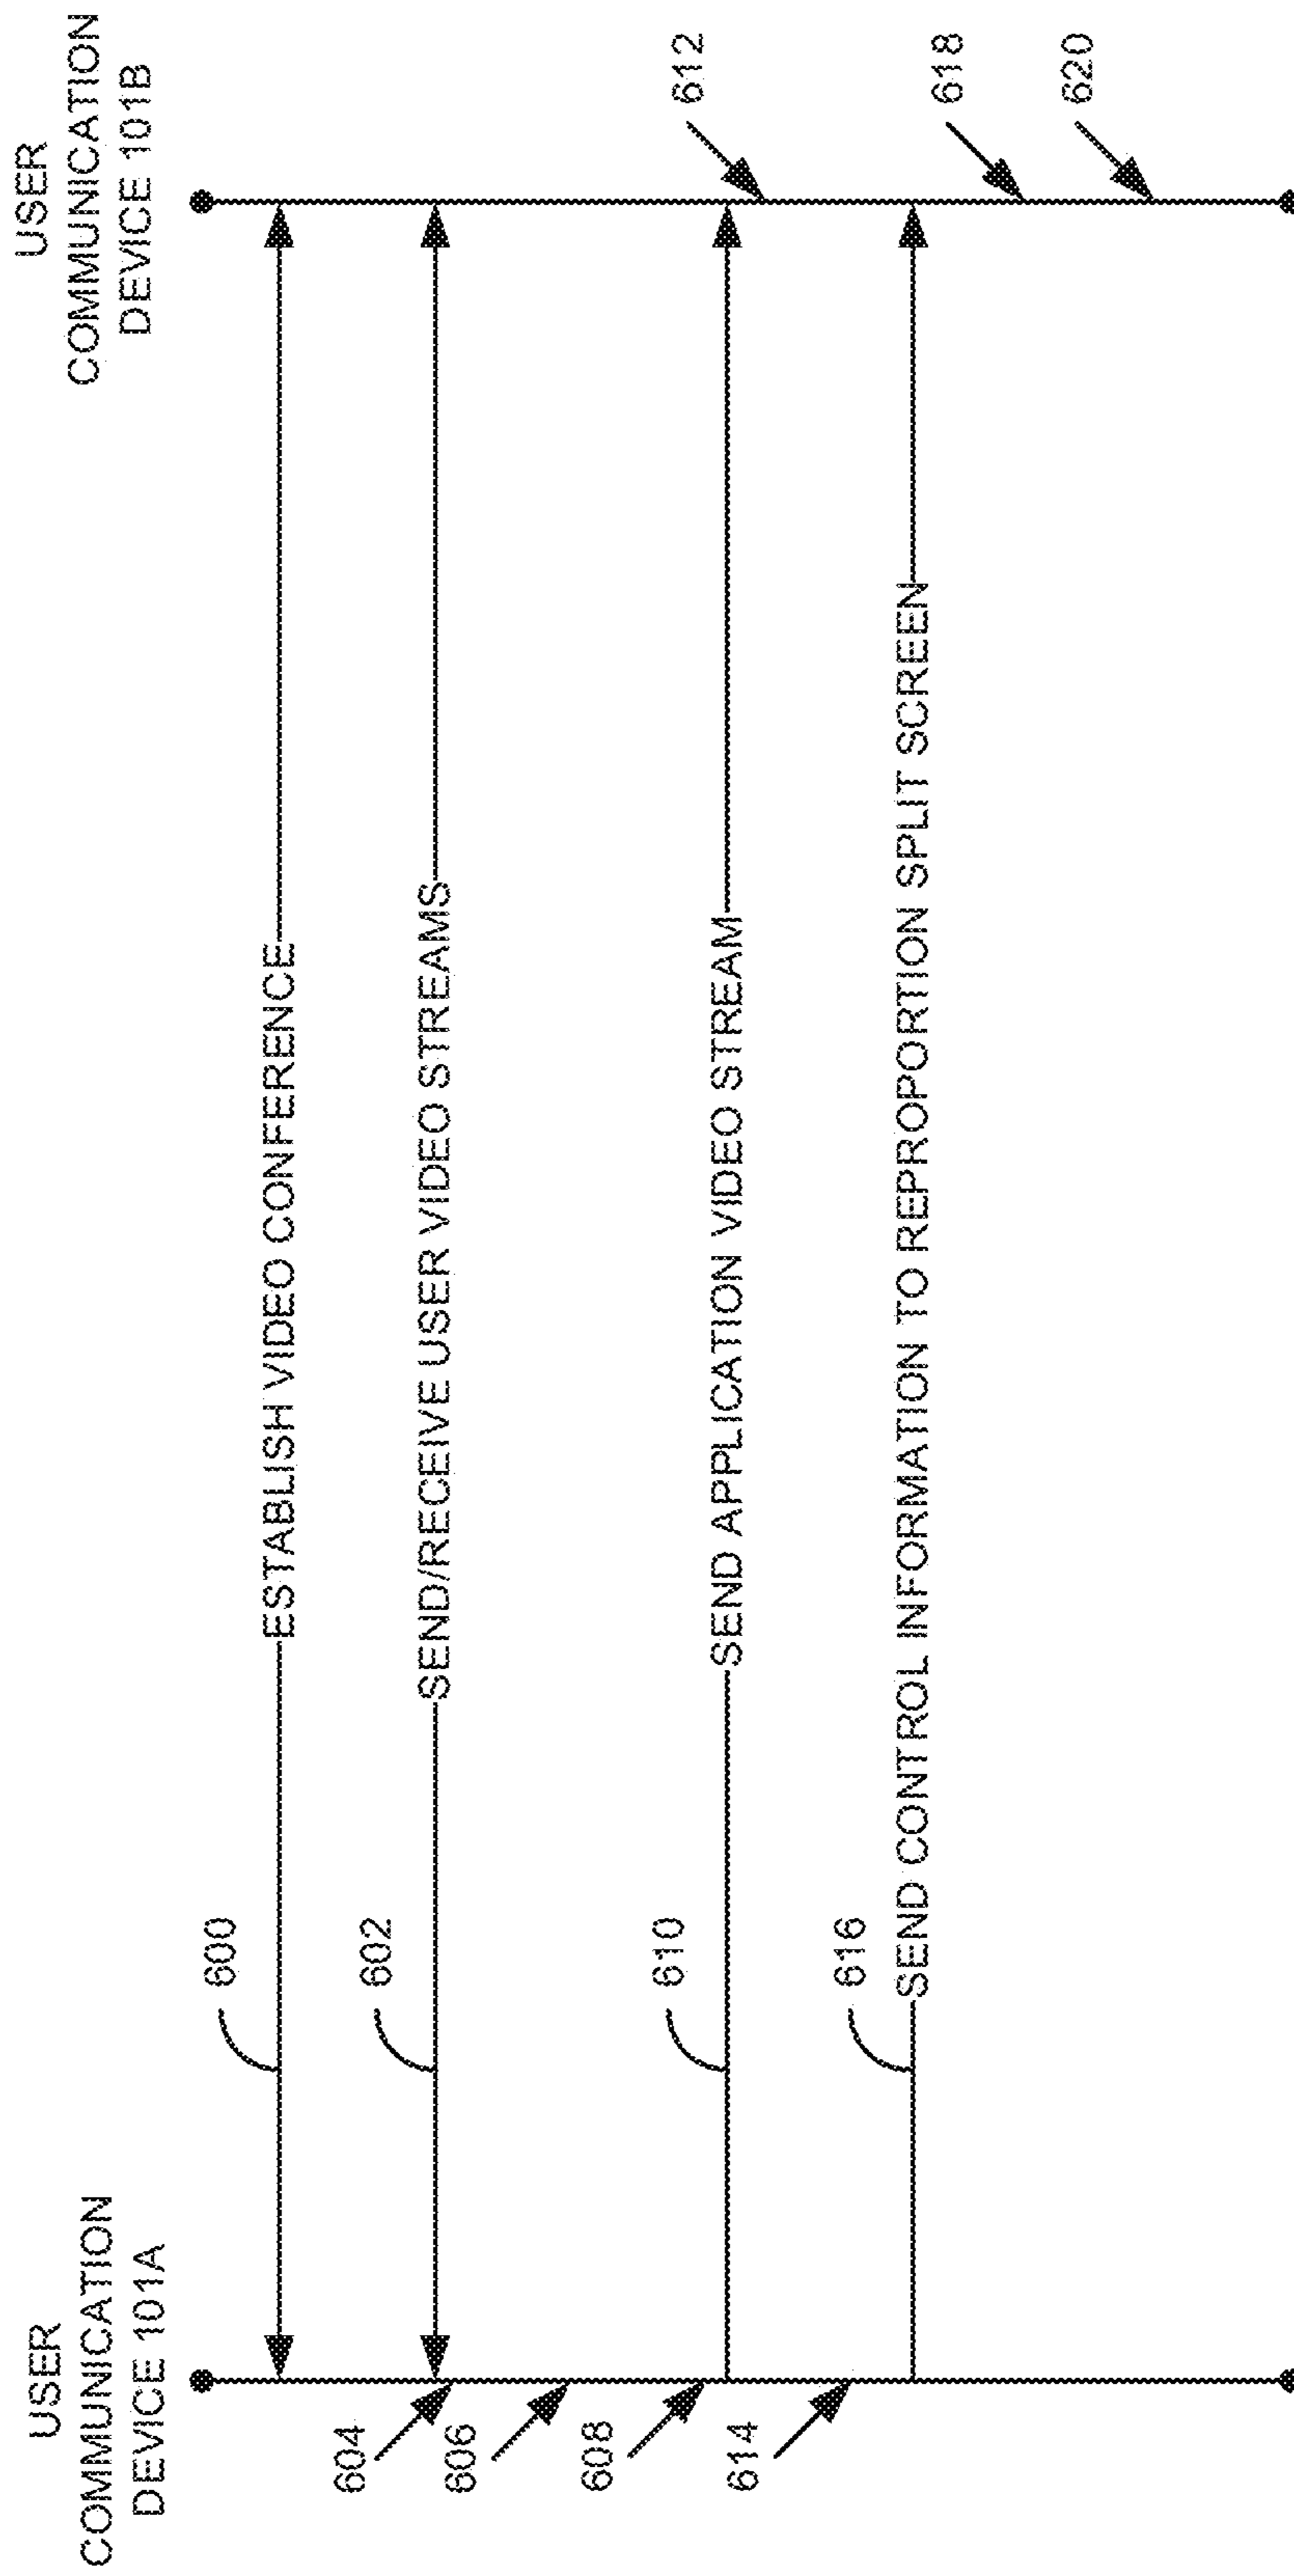 USER
COMMUNICATION
DEVICE 101A
USER
COMMUNICATION
DEVICE 101B
600
ESTABLISH VIDEO CONFERENCE
602
SEND/RECEIVE USER VIDEO STREAMS
604
606
608
610
SEND APPLICATION VIDEO STREAM
612
614
616
SEND CONTROL INFORMATION TO REPROPORTION SPLIT SCREEN
618
620